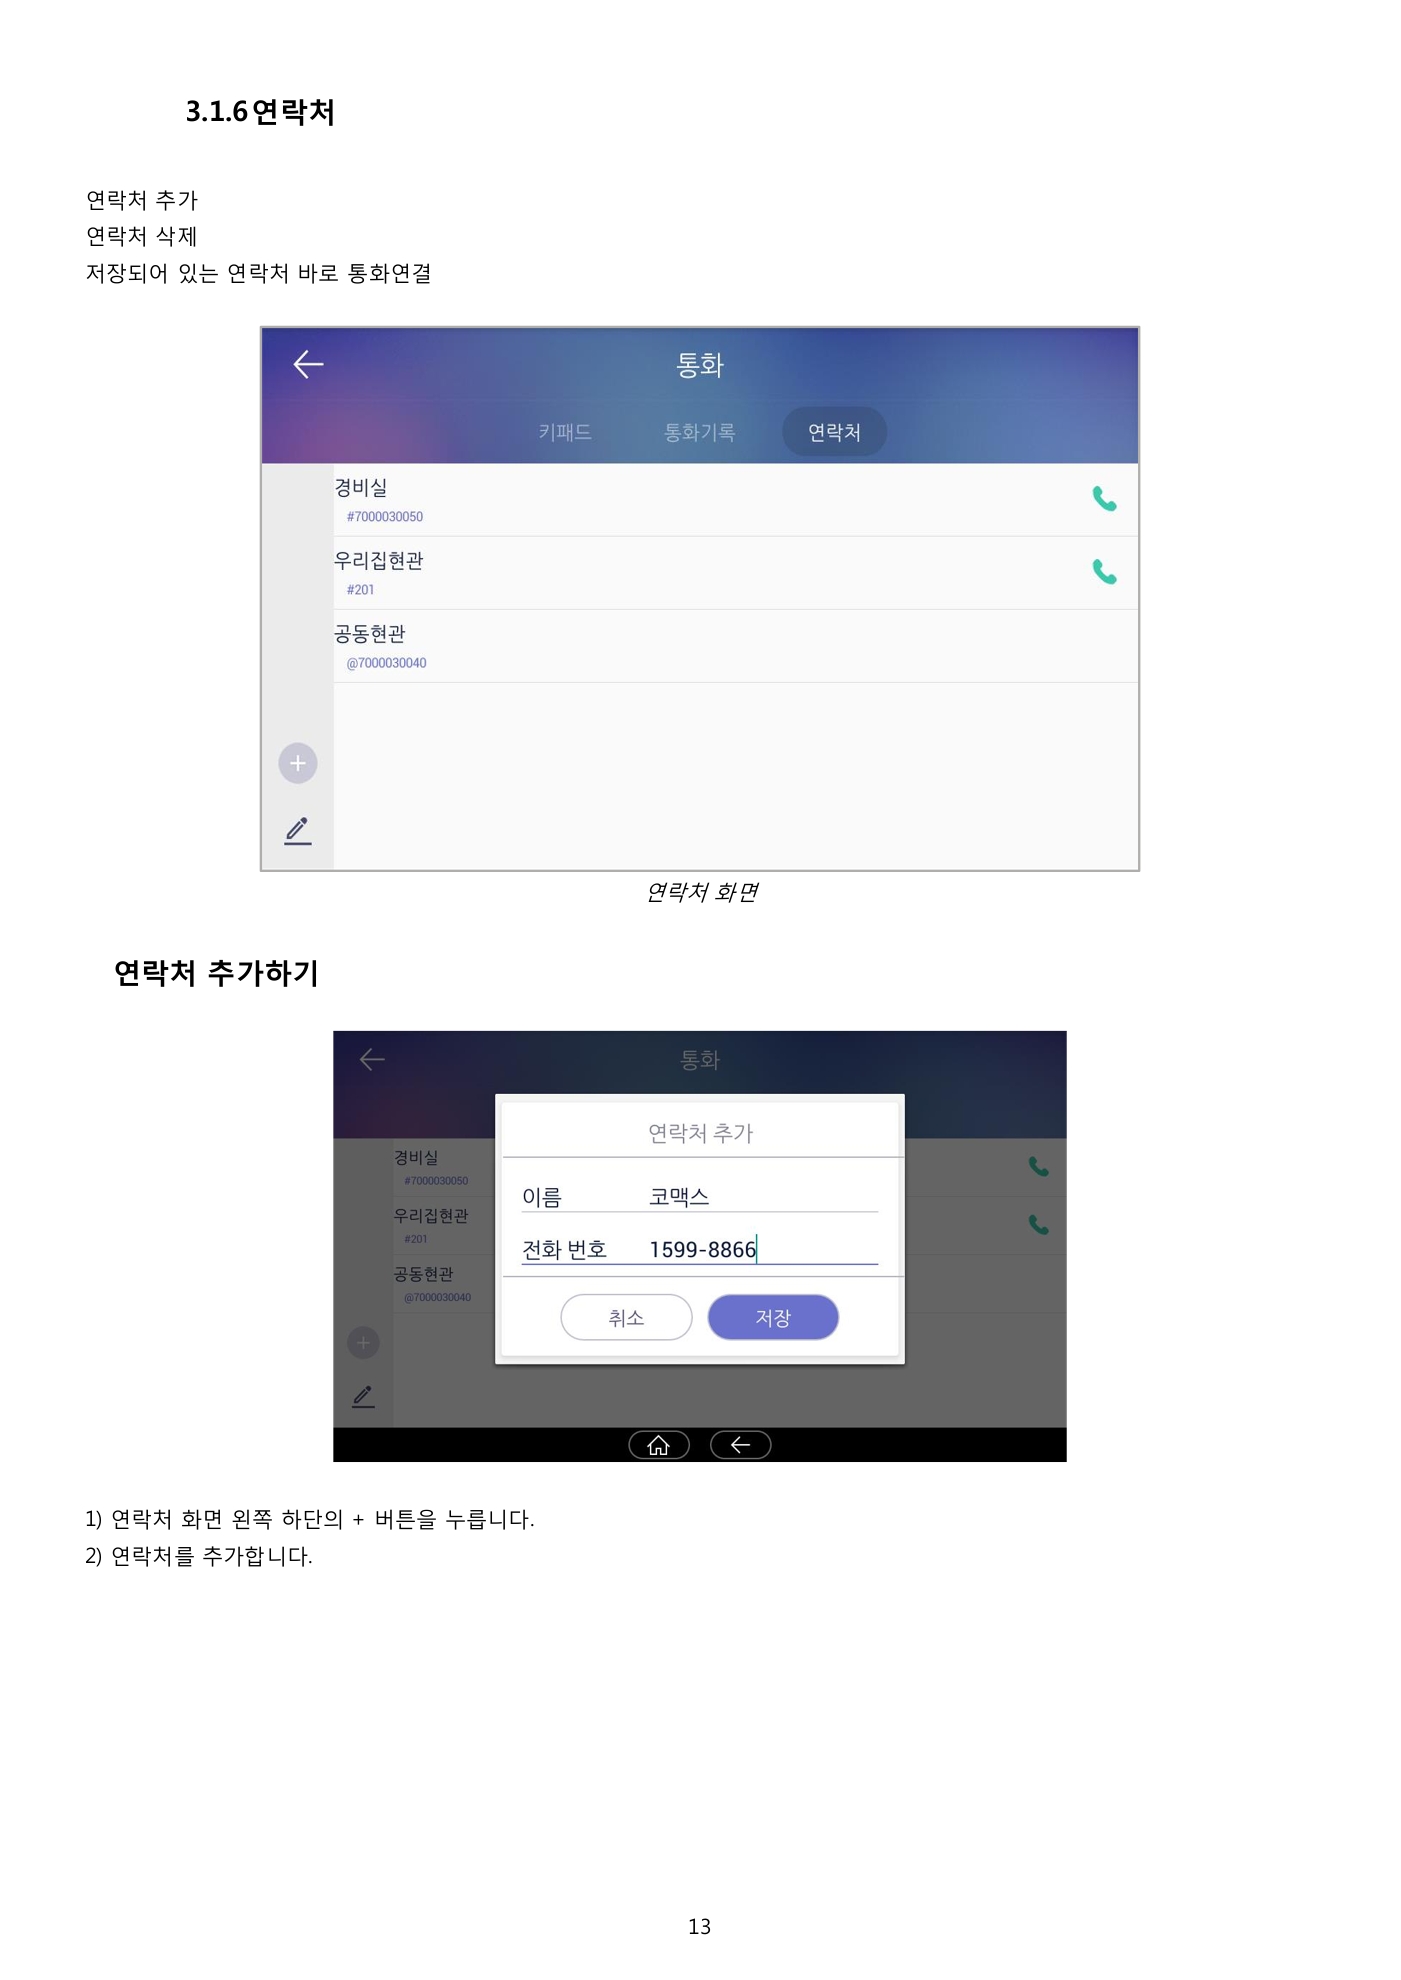 3.1.6연락처
연락처 추가
연락처 삭제
저장되어 있는 연락처 바로 통화연결
통화
키패드 통화기록 연락처
경비실
#7000030050
우리집현관
#201
공동현관
@7000030040
연락처 화면
연락처 추가하기
통화
경비실
#7000030050
우리집현관
#201
공동현관
@7000030040
연락처 추가
이름 코맥스
전화 번호 1599-8866
취소 저장
1) 연락처 화면 왼쪽 하단의 + 버튼을 누릅니다.
2) 연락처를 추가합니다.
13